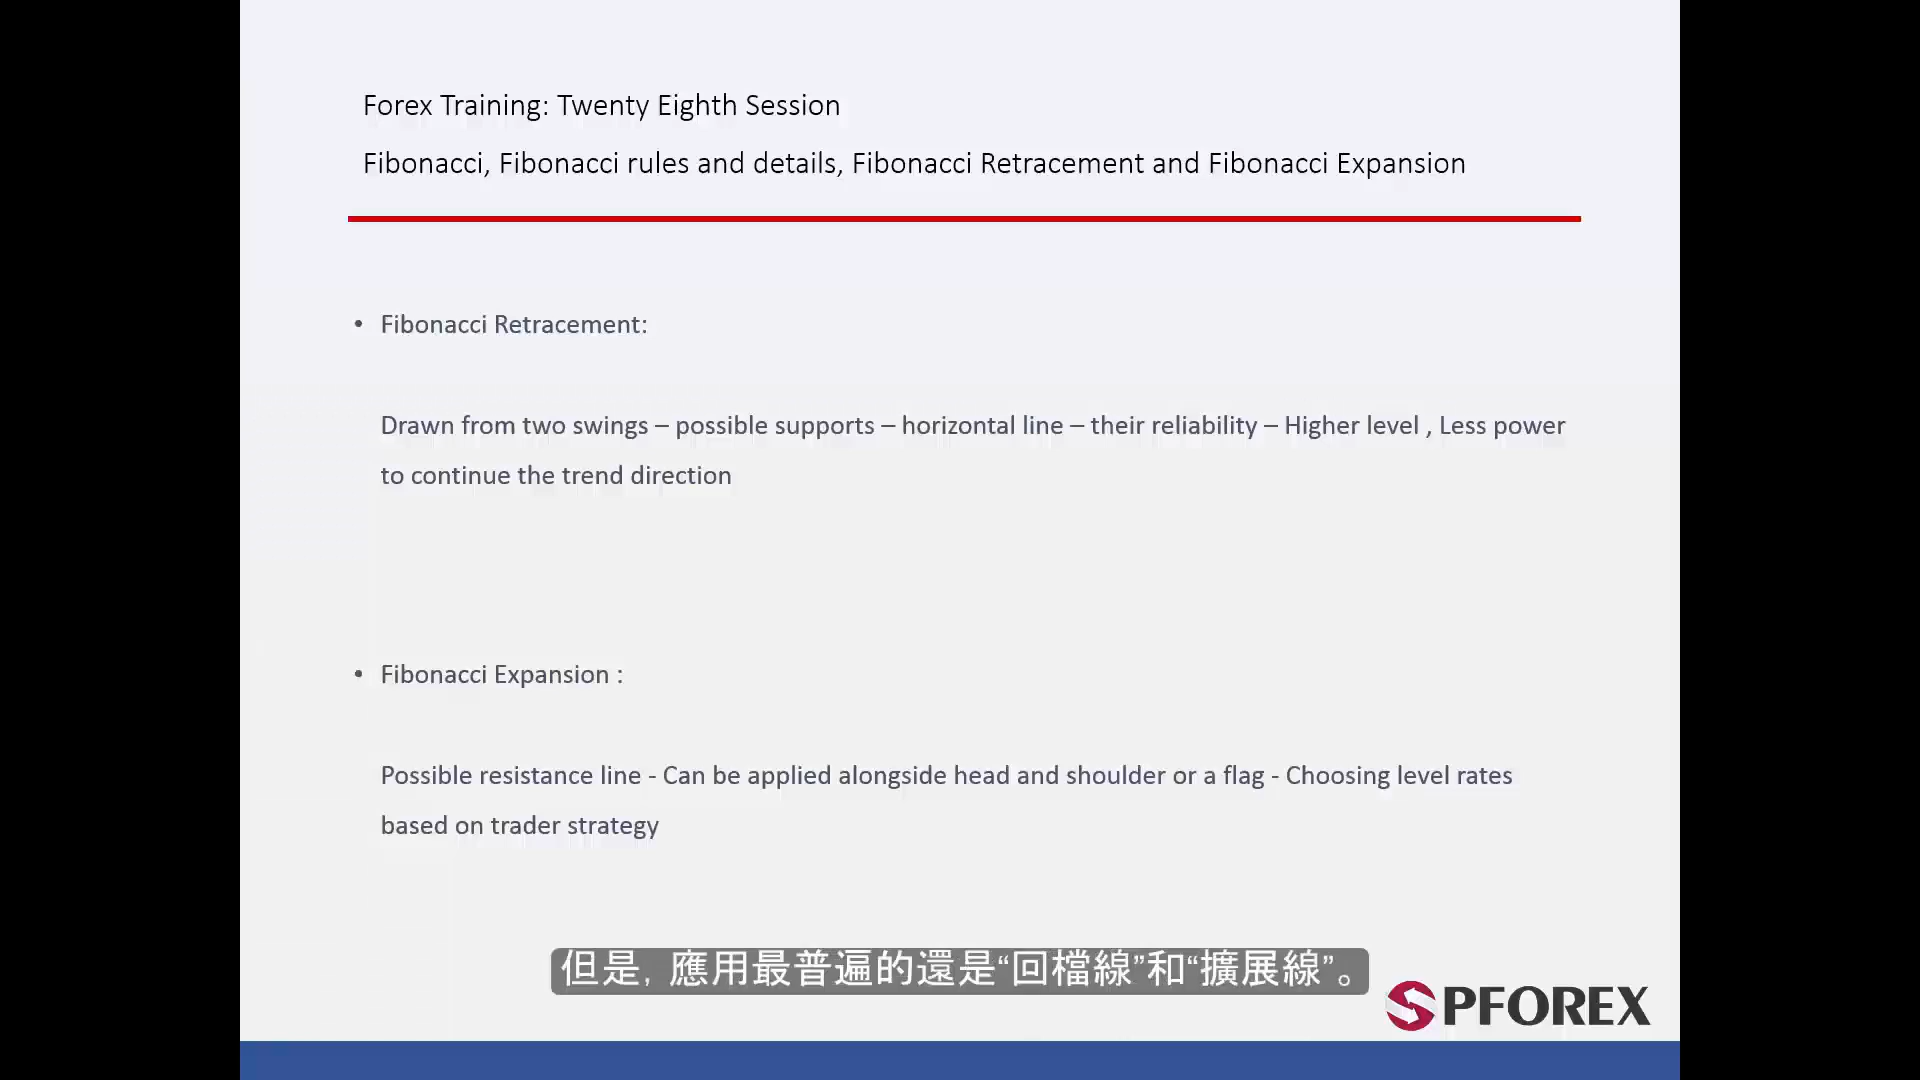 Forex Training: Twenty Eighth Session
Fibonacci, Fibonacci rules and details, Fibonacci Retracement and Fibonacci Expansion
• Fibonacci Retracement:
Drawn from two swings – possible supports – horizontal line – their reliability – Higher level , Less power
to continue the trend direction
• Fibonacci Expansion :
Possible resistance line - Can be applied alongside head and shoulder or a flag - Choosing level rates
based on trader strategy
但是, 應用最普遍的還是“回檔線”和“擴展線”。
SPFOREX